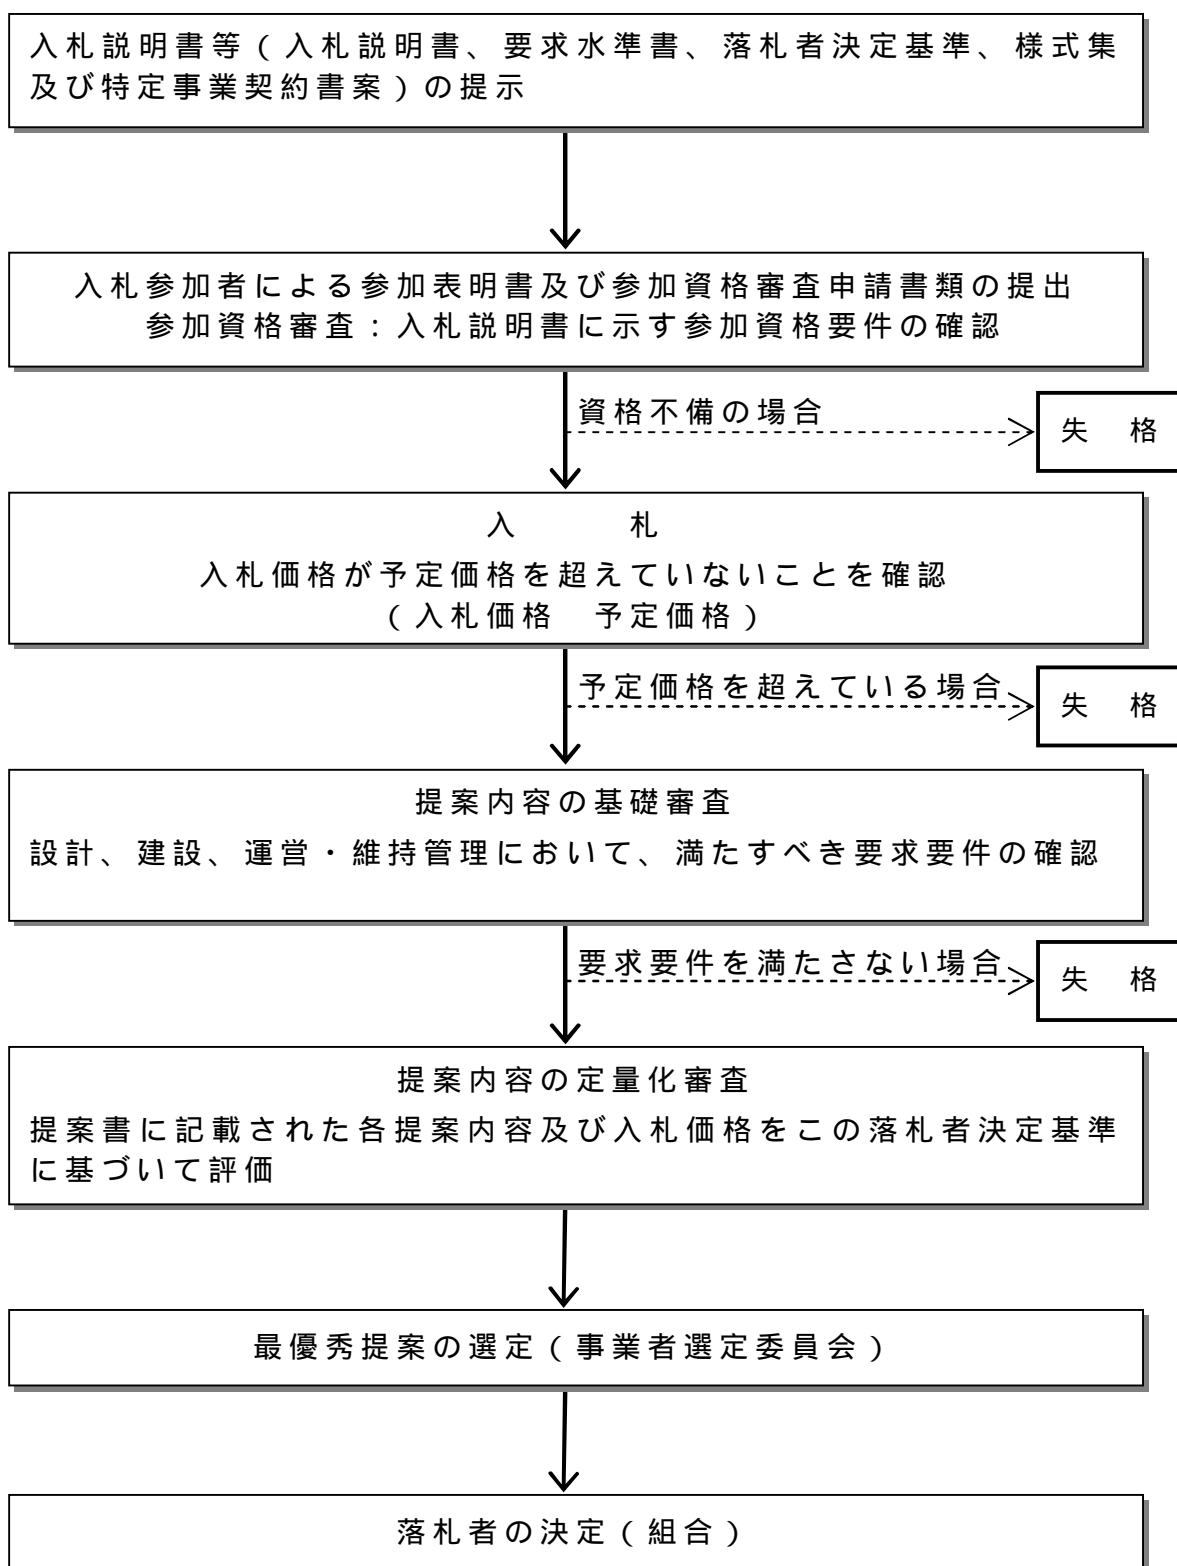 入札説明書等（入札説明書、要求水準書、落札者決定基準、様式集
及び特定事業契約書案）の提示
入札参加者による参加表明書及び参加資格審査申請書類の提出
参加資格審査：入札説明書に示す参加資格要件の確認
資格不備の場合
失　格
入　　　札
入札価格が予定価格を超えていないことを確認
（入札価格　予定価格）
予定価格を超えている場合
失　格
提案内容の基礎審査
設計、建設、運営・維持管理において、満たすべき要求要件の確認
要求要件を満たさない場合
失　格
提案内容の定量化審査
提案書に記載された各提案内容及び入札価格をこの落札者決定基準
に基づいて評価
最優秀提案の選定（事業者選定委員会）
落札者の決定（組合）